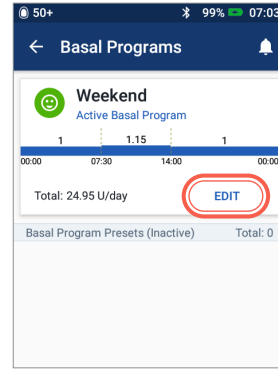 50+ 99% 07:03
Basal Programs
Weekend
Active Basal Program
1 1.15 1
00:00 07:30 14:00 00:00
Total: 24.95 U/day EDIT
Basal Program Presets (Inactive) Total: 0